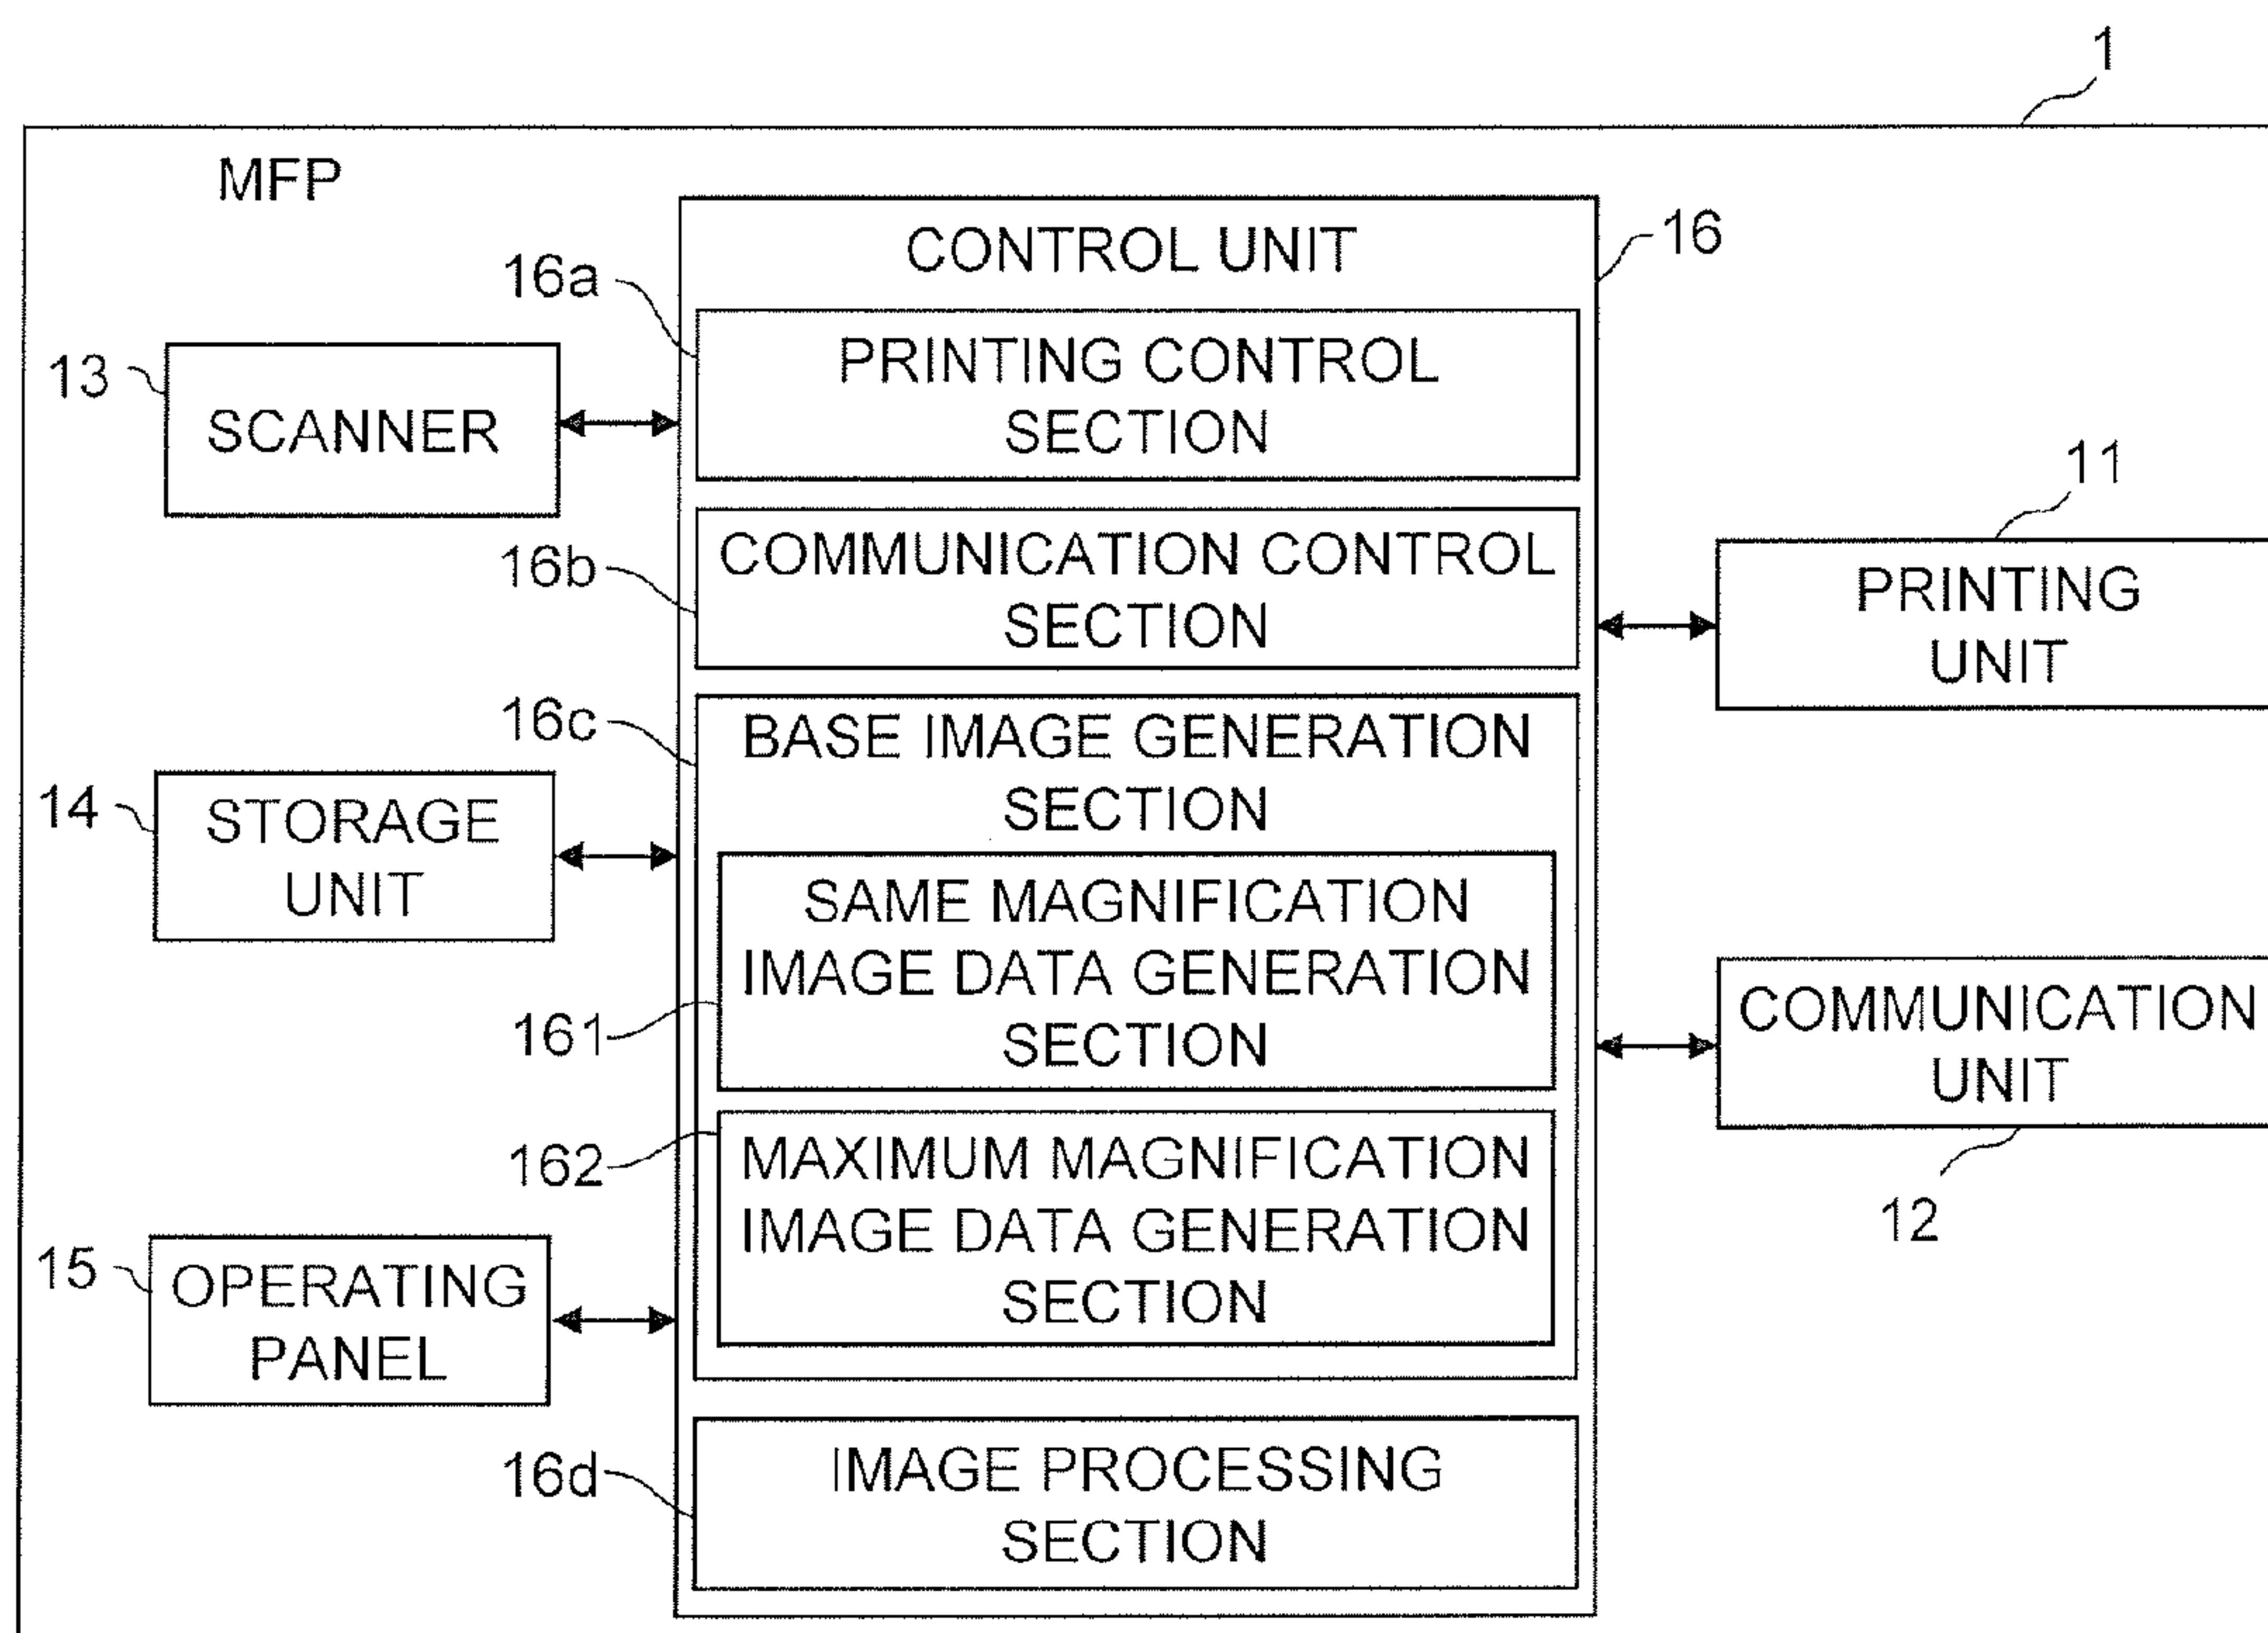 1
MFP
CONTROL UNIT
16
16a
PRINTING CONTROL
SECTION
13
SCANNER
16b
COMMUNICATION CONTROL
SECTION
11
PRINTING
UNIT
16c
BASE IMAGE GENERATION
SECTION
14
STORAGE
UNIT
SAME MAGNIFICATION
IMAGE DATA GENERATION
SECTION
161
COMMUNICATION
UNIT
12
162
MAXIMUM MAGNIFICATION
IMAGE DATA GENERATION
SECTION
15
OPERATING
PANEL
16d
IMAGE PROCESSING
SECTION